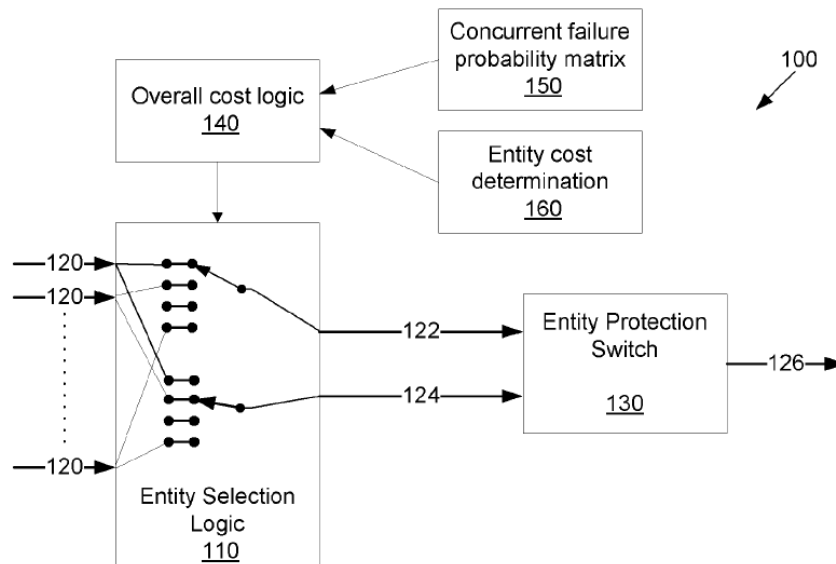 Concurrent failure
probability matrix
150
100
Overall cost logic
140
Entity cost
determination
160
120
120
122
Entity Protection
Switch
130
126
124
120
Entity Selection
Logic
110